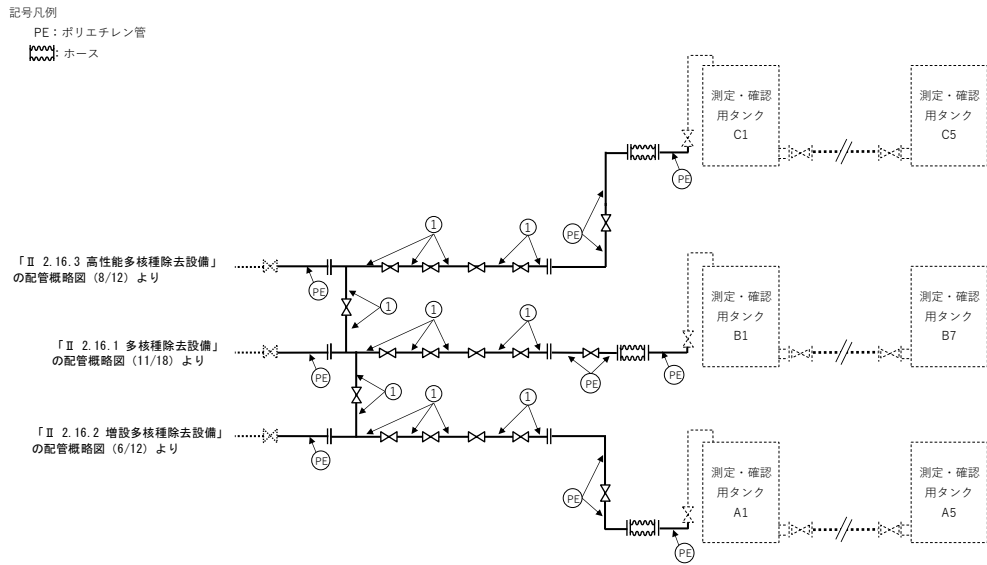 記号凡例
PE：ポリエチレン管
：ホース
測定・確認
用タンク
C1
測定・確認
用タンク
C5
PE
PE
①
①
「Ⅱ 2.16.3 高性能多核種除去設備」
の配管概略図（8/12）より
PE
①
測定・確認
用タンク
B1
測定・確認
用タンク
B7
①
①
「Ⅱ 2.16.1 多核種除去設備」
の配管概略図（11/18）より
PE
PE
PE
①
①
①
「Ⅱ 2.16.2 増設多核種除去設備」
の配管概略図（6/12）より
PE
測定・確認
用タンク
A1
測定・確認
用タンク
A5
PE
PE